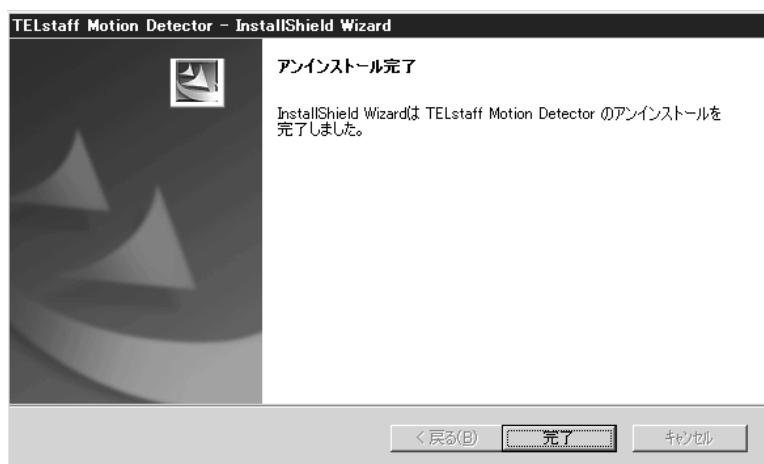 TELstaff Motion Detector - InstallShield Wizard
アンインストール完了
InstallShield Wizardは TELstaff Motion Detector のアンインストールを
完了しました。
< 戻る(B)
完了
キャンセル